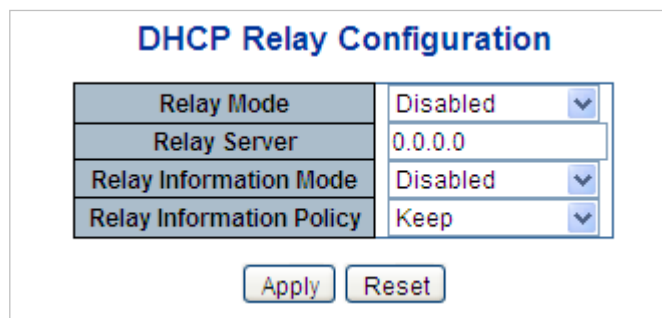 DHCP Relay Configuration
Relay Mode Disabled
Relay Server 0.0.0.0
Relay Information Mode Disabled
Relay Information Policy Keep
Apply Reset